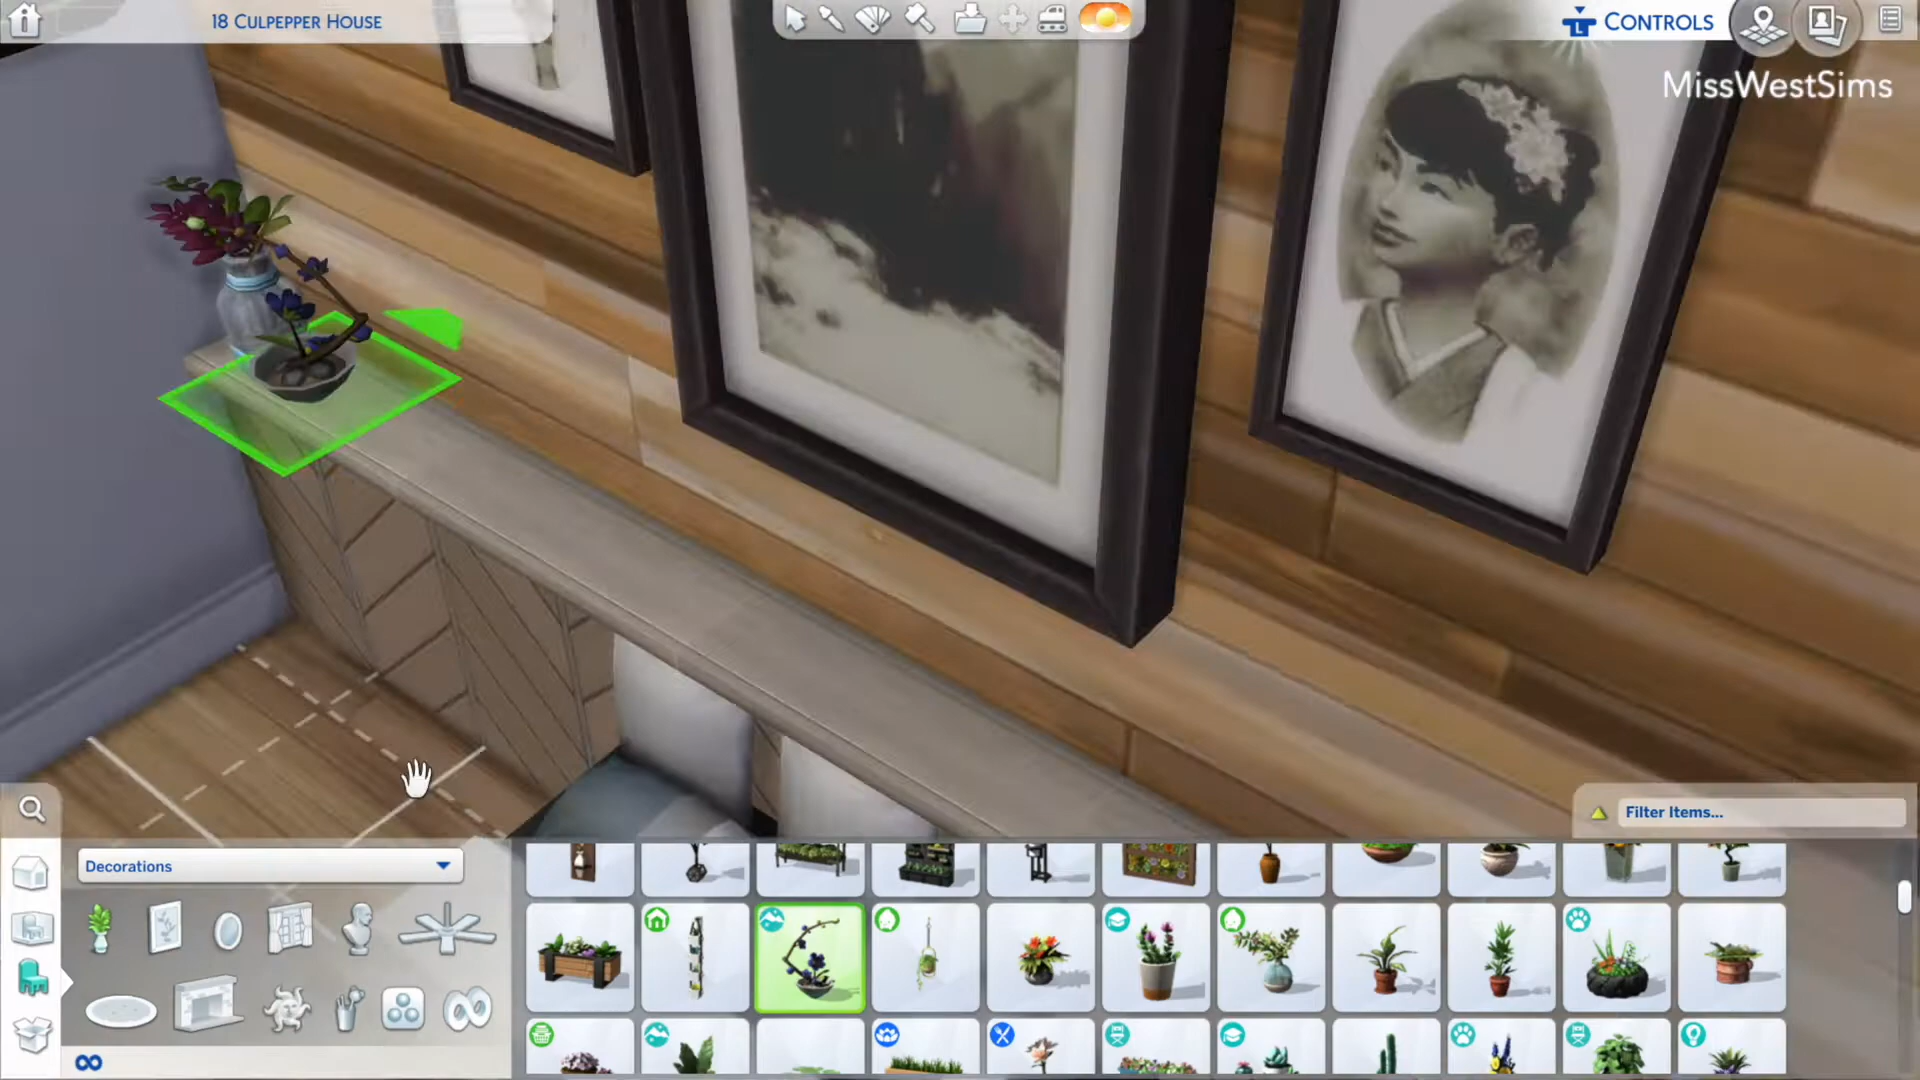 18 CULPEPPER HOUSE
CONTROLS
MissWestSims
Filter Items...
Decorations